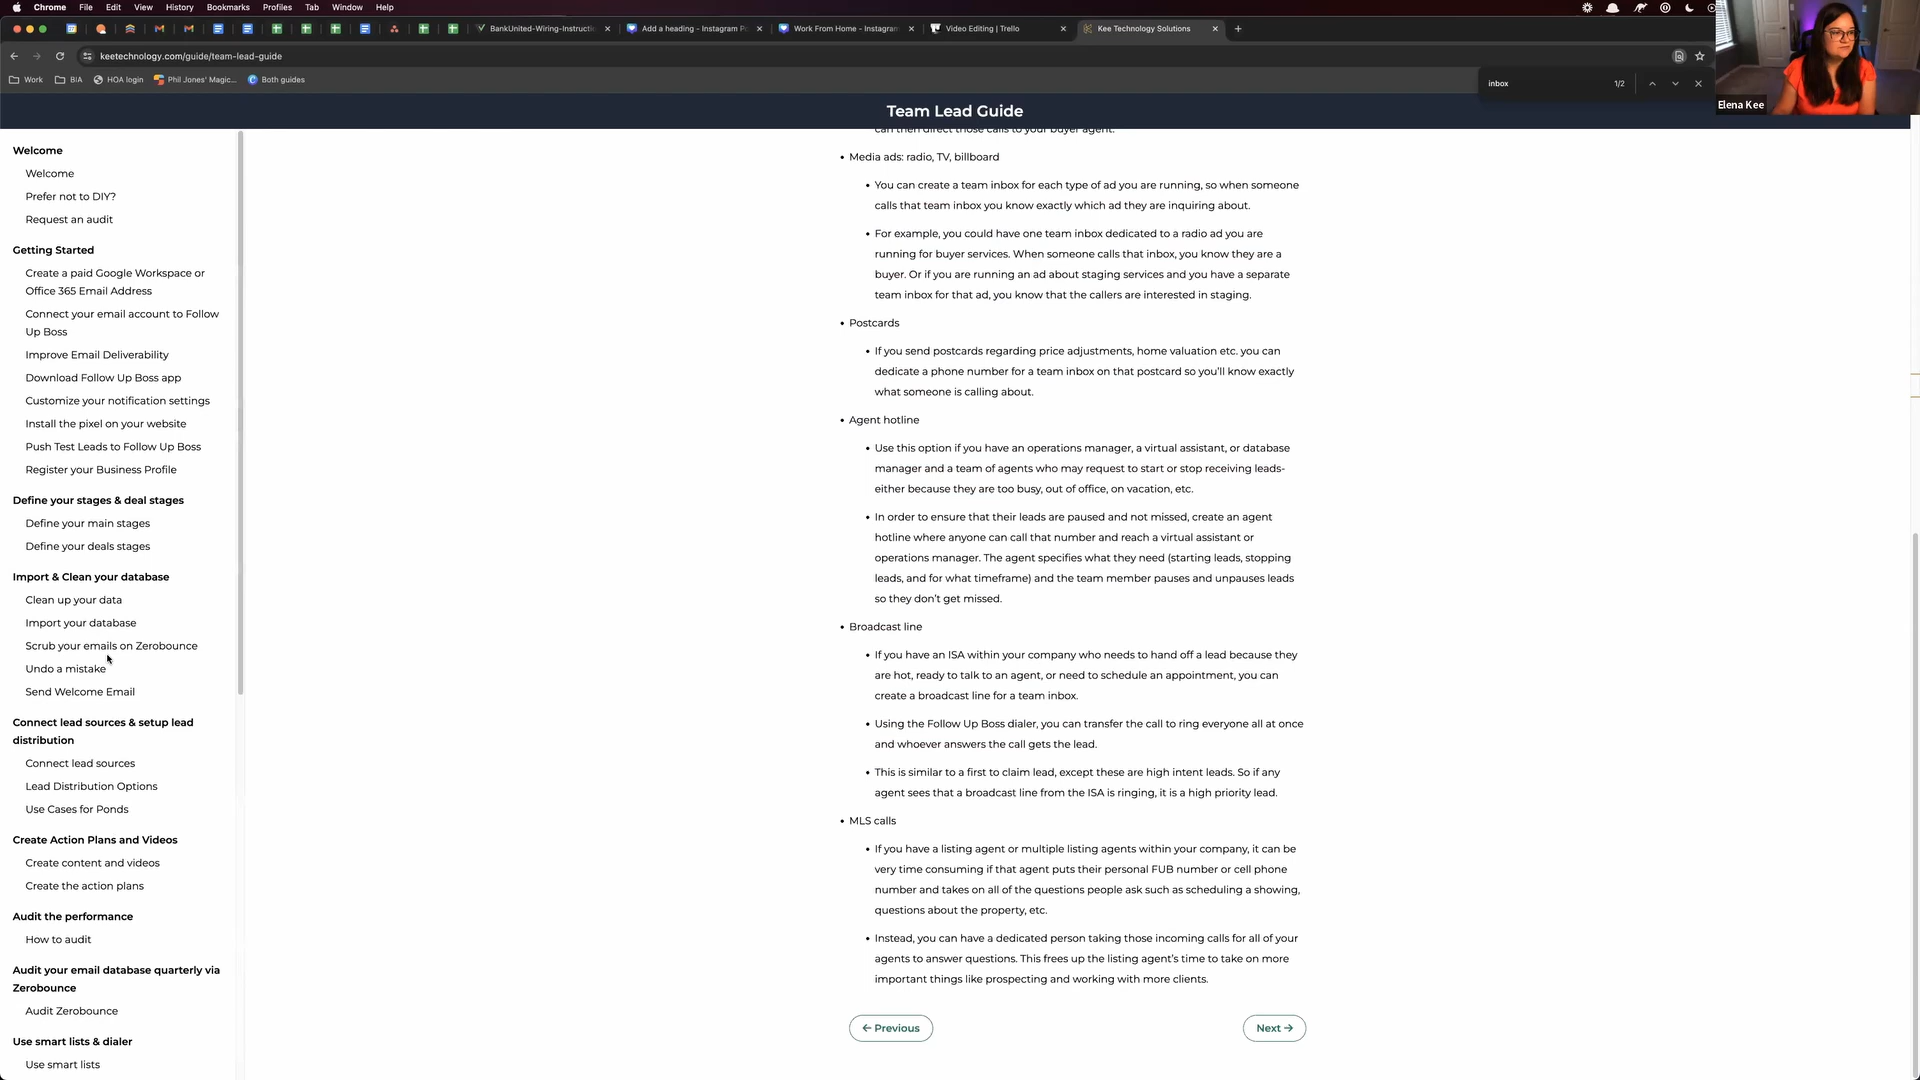 Chrome File Edit View History Bookmarks Profiles Tab Window Help
BankUnited-Wiring-Instructi
Add a heading - Instagram P
Work From Home - Instagram
Video Editing | Trello
Kee Technology Solutions
keetechnology.com/guide/team-lead-guide
Work BIA HOA login Phil Jones' Magic... Both guides
inbox 1/2
Elena Kee
Team Lead Guide
Welcome
Welcome
Prefer not to DIY?
Request an audit
Getting Started
Create a paid Google Workspace or
Office 365 Email Address
Connect your email account to Follow
Up Boss
Improve Email Deliverability
Download Follow Up Boss app
Customize your notification settings
Install the pixel on your website
Push Test Leads to Follow Up Boss
Register your Business Profile
Define your stages & deal stages
Define your main stages
Define your deals stages
Import & Clean your database
Clean up your data
Import your database
Scrub your emails on Zerobounce
Undo a mistake
Send Welcome Email
Connect lead sources & setup lead
distribution
Connect lead sources
Lead Distribution Options
Use Cases for Ponds
Create Action Plans and Videos
Create content and videos
Create the action plans
Audit the performance
How to audit
Audit your email database quarterly via
Zerobounce
Audit Zerobounce
Use smart lists & dialer
Use smart lists
can then direct those calls to your buyer agent.
• Media ads: radio, TV, billboard
• You can create a team inbox for each type of ad you are running, so when someone
calls that team inbox you know exactly which ad they are inquiring about.
• For example, you could have one team inbox dedicated to a radio ad you are
running for buyer services. When someone calls that inbox, you know they are a
buyer. Or if you are running an ad about staging services and you have a separate
team inbox for that ad, you know that the callers are interested in staging.
• Postcards
• If you send postcards regarding price adjustments, home valuation etc. you can
dedicate a phone number for a team inbox on that postcard so you'll know exactly
what someone is calling about.
• Agent hotline
• Use this option if you have an operations manager, a virtual assistant, or database
manager and a team of agents who may request to start or stop receiving leads-
either because they are too busy, out of office, on vacation, etc.
• In order to ensure that their leads are paused and not missed, create an agent
hotline where anyone can call that number and reach a virtual assistant or
operations manager. The agent specifies what they need (starting leads, stopping
leads, and for what timeframe) and the team member pauses and unpauses leads
so they don't get missed.
• Broadcast line
• If you have an ISA within your company who needs to hand off a lead because they
are hot, ready to talk to an agent, or need to schedule an appointment, you can
create a broadcast line for a team inbox.
• Using the Follow Up Boss dialer, you can transfer the call to ring everyone all at once
and whoever answers the call gets the lead.
• This is similar to a first to claim lead, except these are high intent leads. So if any
agent sees that a broadcast line from the ISA is ringing, it is a high priority lead.
• MLS calls
• If you have a listing agent or multiple listing agents within your company, it can be
very time consuming if that agent puts their personal FUB number or cell phone
number and takes on all of the questions people ask such as scheduling a showing,
questions about the property, etc.
• Instead, you can have a dedicated person taking those incoming calls for all of your
agents to answer questions. This frees up the listing agent's time to take on more
important things like prospecting and working with more clients.
← Previous
Next →